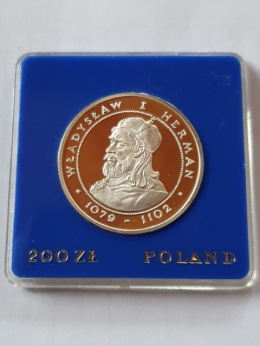 WŁADYSŁAW I HERMAN
• 1079 - 1102 •
200 ZŁ POLAND